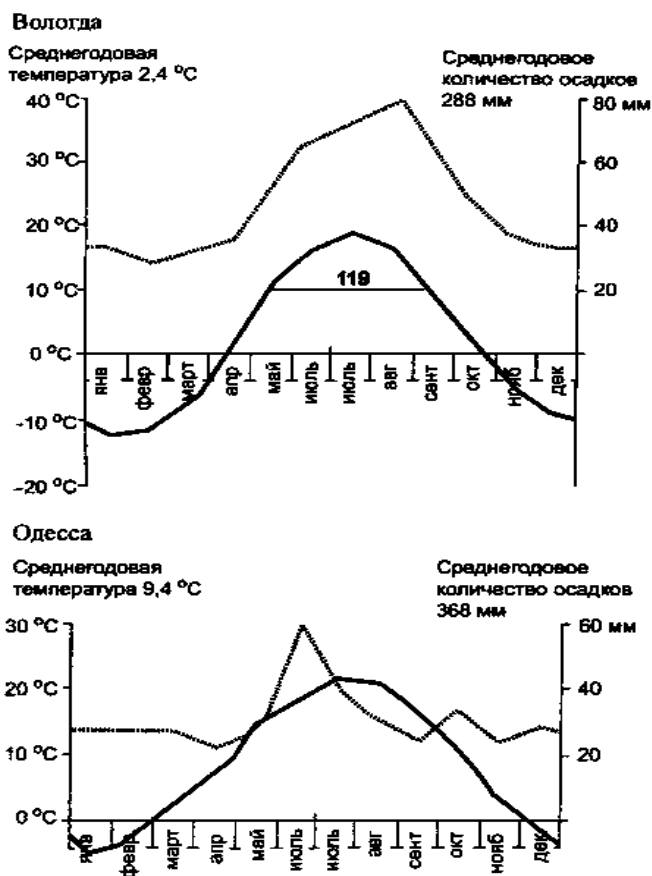 Вологда
Среднегодовая
температура 2,4 °C
Среднегодовое
количество осадков
288 мм
40 °C
80 мм
30 °C
60
20 °C
40
119
10 °C
20
0 °C
янв февр март апр май июль июль авг сент окт нояб дек
-10 °C
-20 °C
Одесса
Среднегодовая
температура 9,4 °C
Среднегодовое
количество осадков
368 мм
30 °C
60 мм
20 °C
40
10 °C
20
0 °C
янв февр март апр май июль июль авг сент окт нояб дек